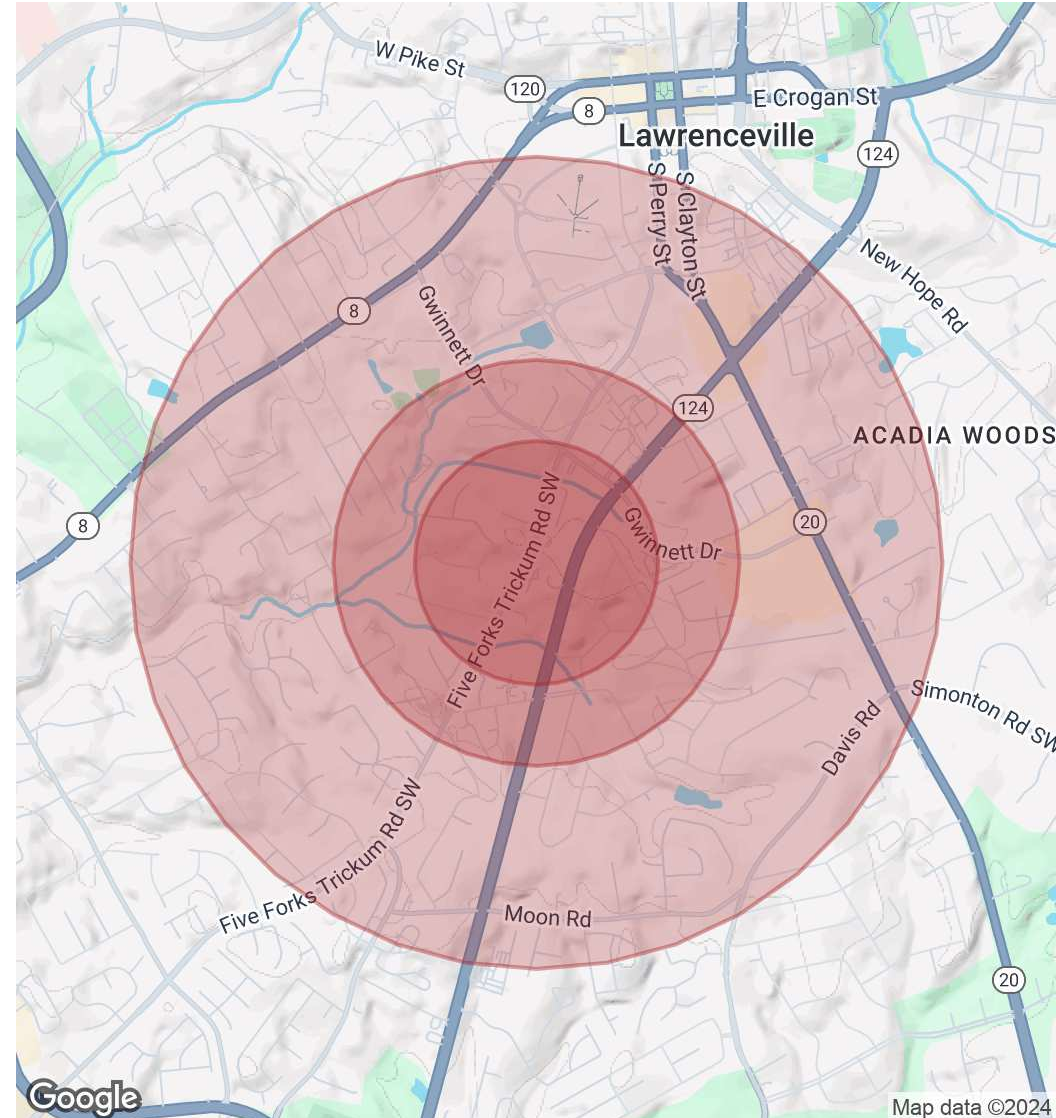 W Pike St
120
8
E Crogan St
Lawrenceville
124
S Perry St
S Clayton St
New Hope Rd
8
Gwinnett Dr
124
ACADIA WOODS
8
20
Five Forks Trickum Rd SW
Gwinnett Dr
Simonton Rd SW
Davis Rd
Five Forks Trickum Rd SW
Moon Rd
20
Google
Map data ©2024